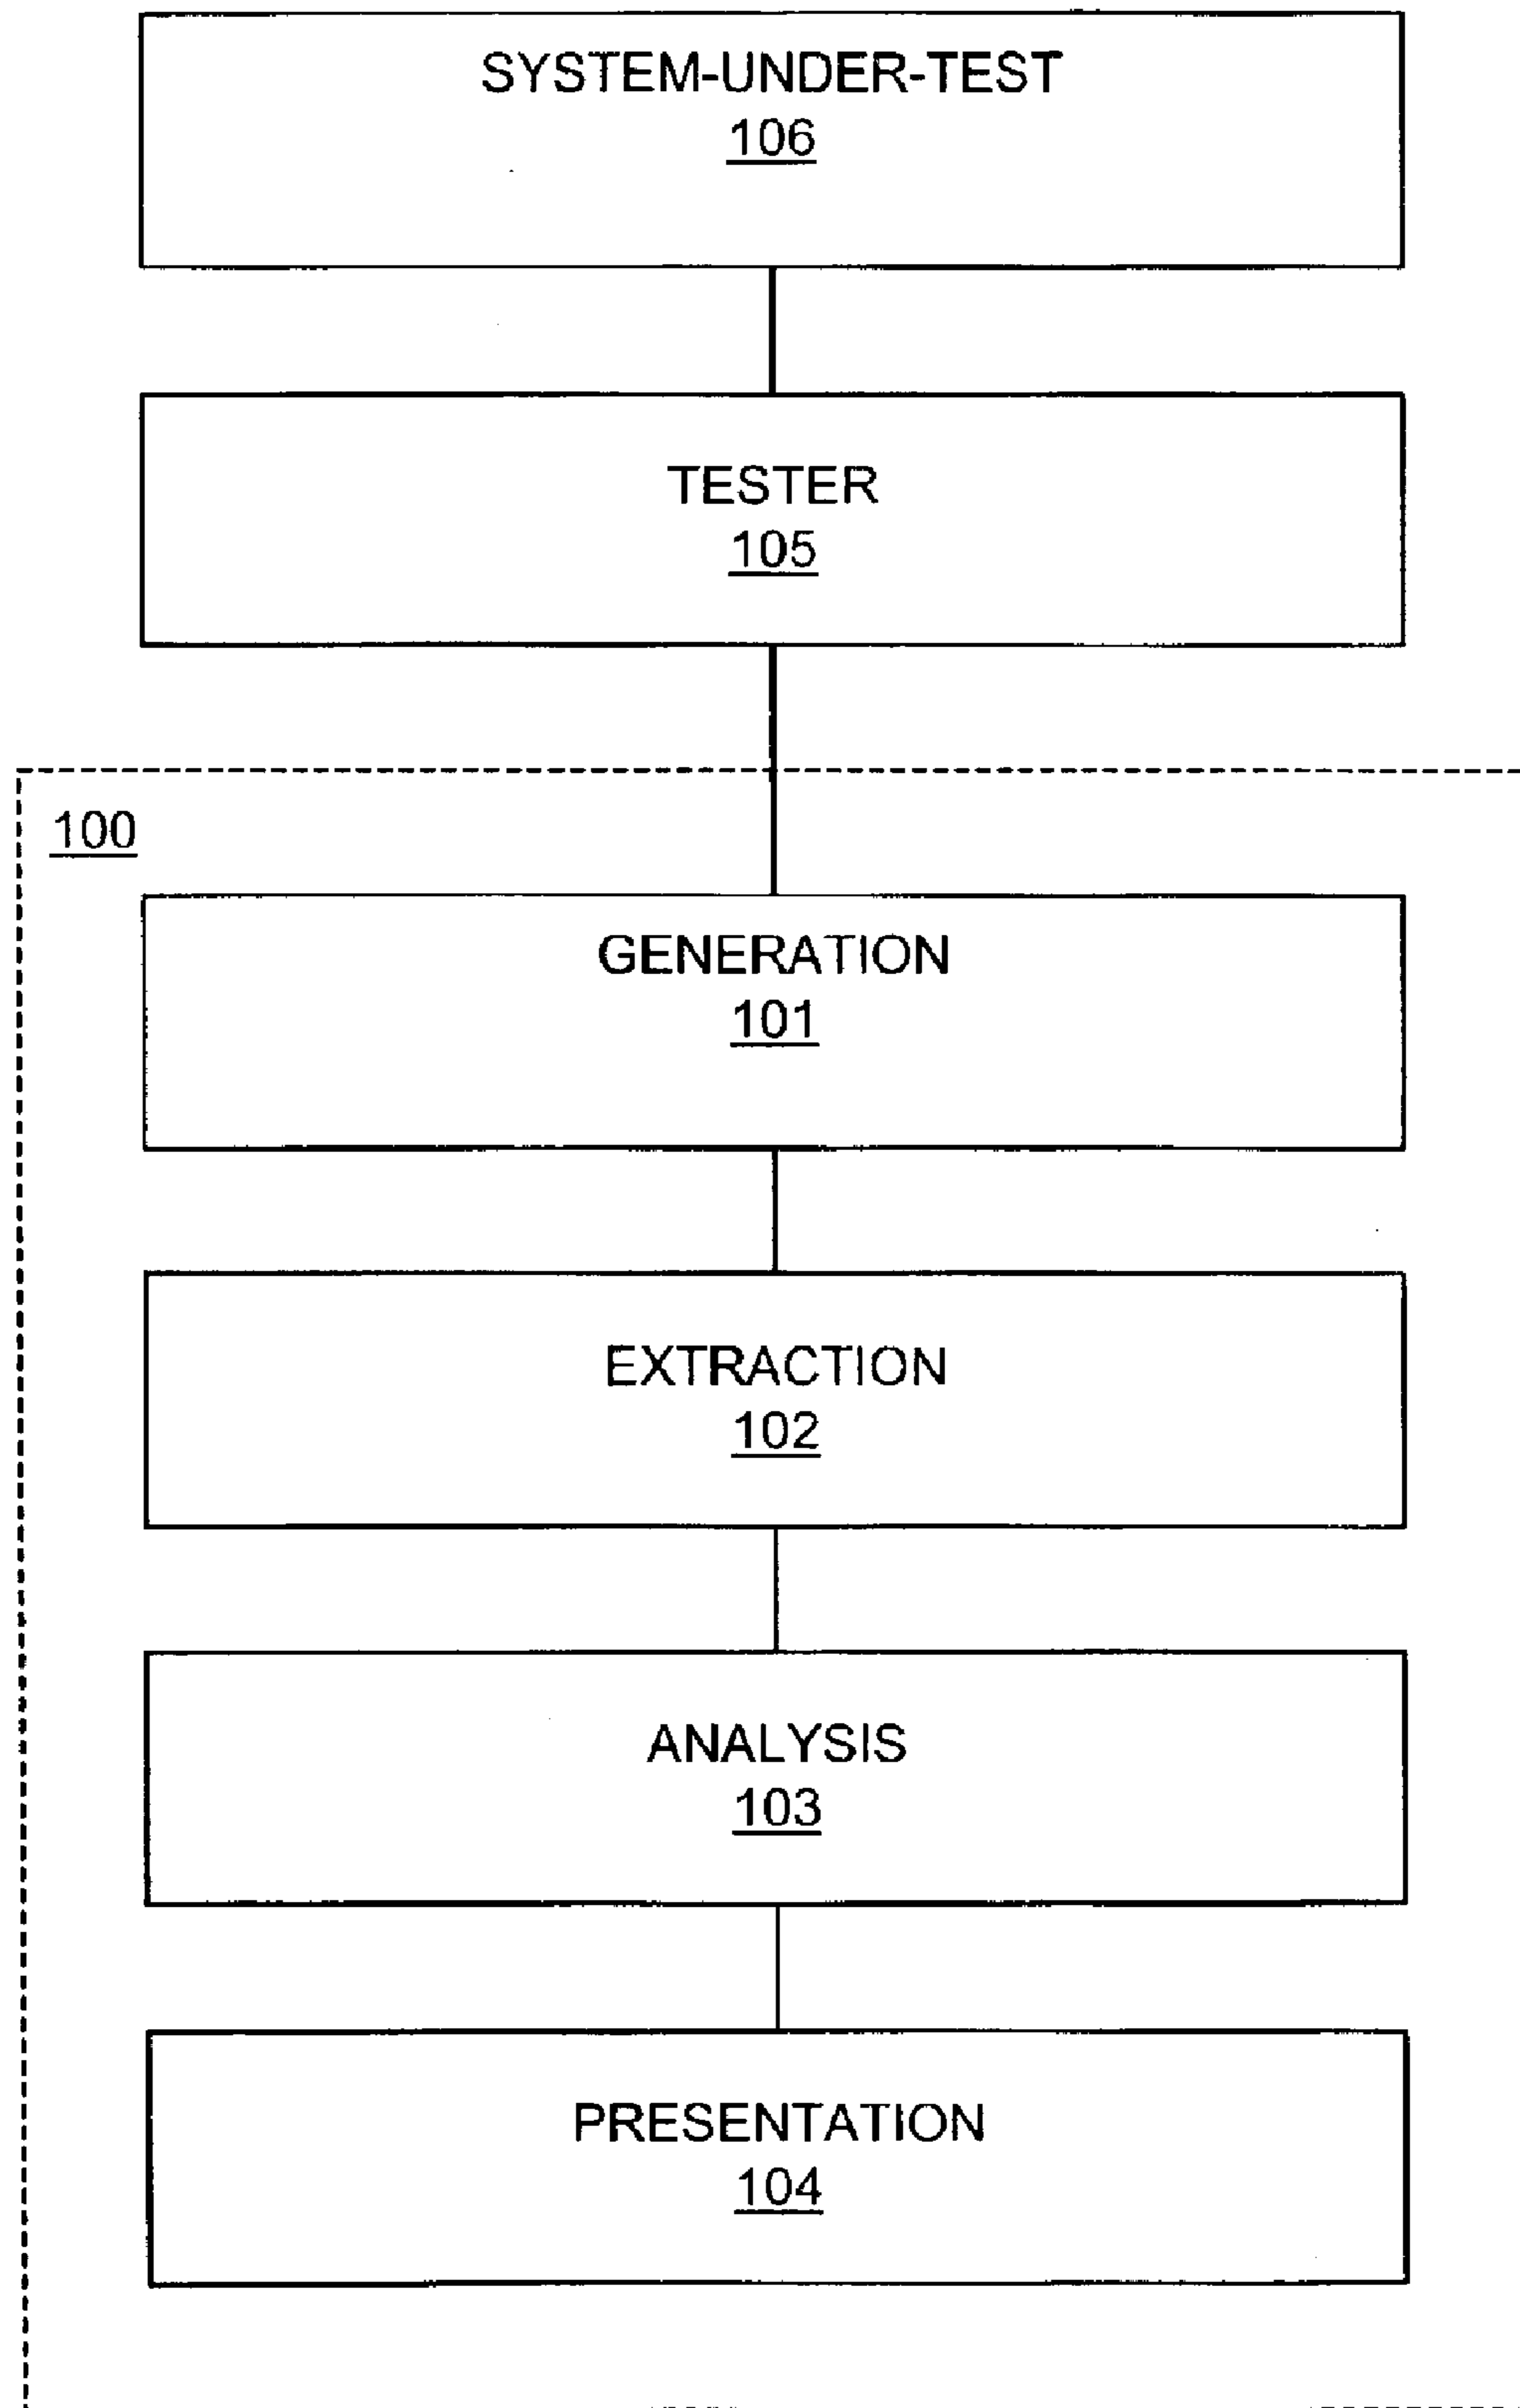 SYSTEM-UNDER-TEST
106
TESTER
105
100
GENERATION
101
EXTRACTION
102
ANALYSIS
103
PRESENTATION
104